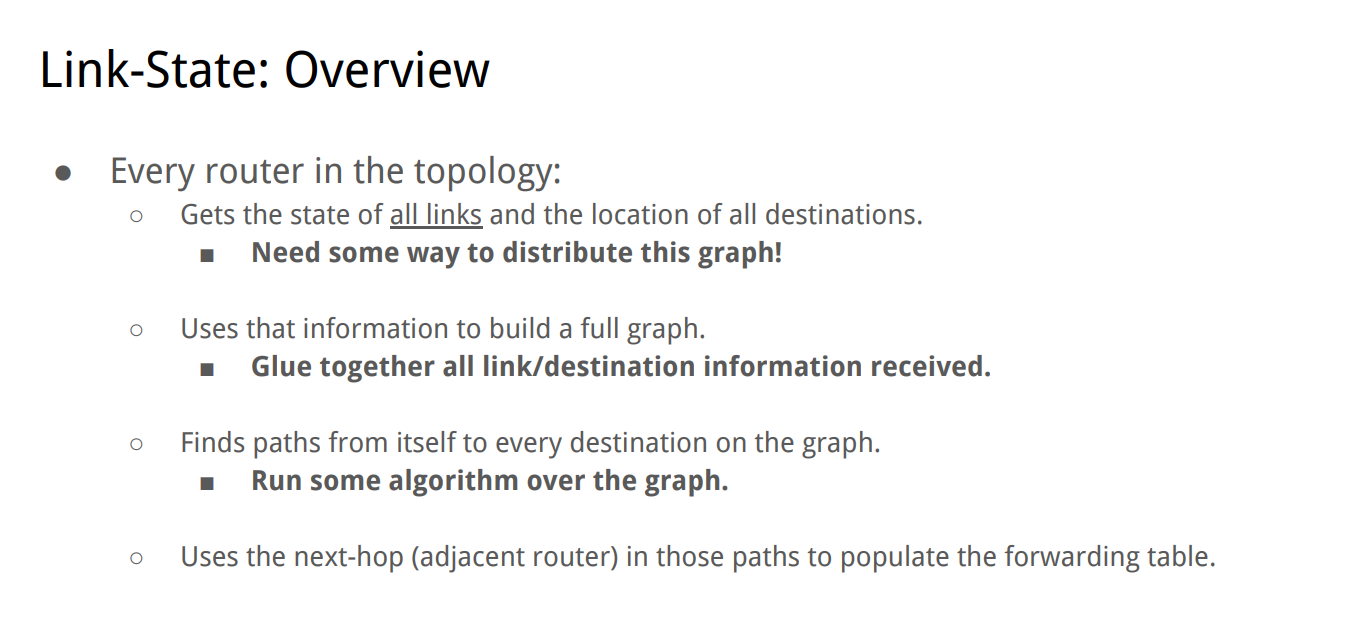 Link-State: Overview
● Every router in the topology:
○ Gets the state of all links and the location of all destinations.
■ Need some way to distribute this graph!
○ Uses that information to build a full graph.
■ Glue together all link/destination information received.
○ Finds paths from itself to every destination on the graph.
■ Run some algorithm over the graph.
○ Uses the next-hop (adjacent router) in those paths to populate the forwarding table.